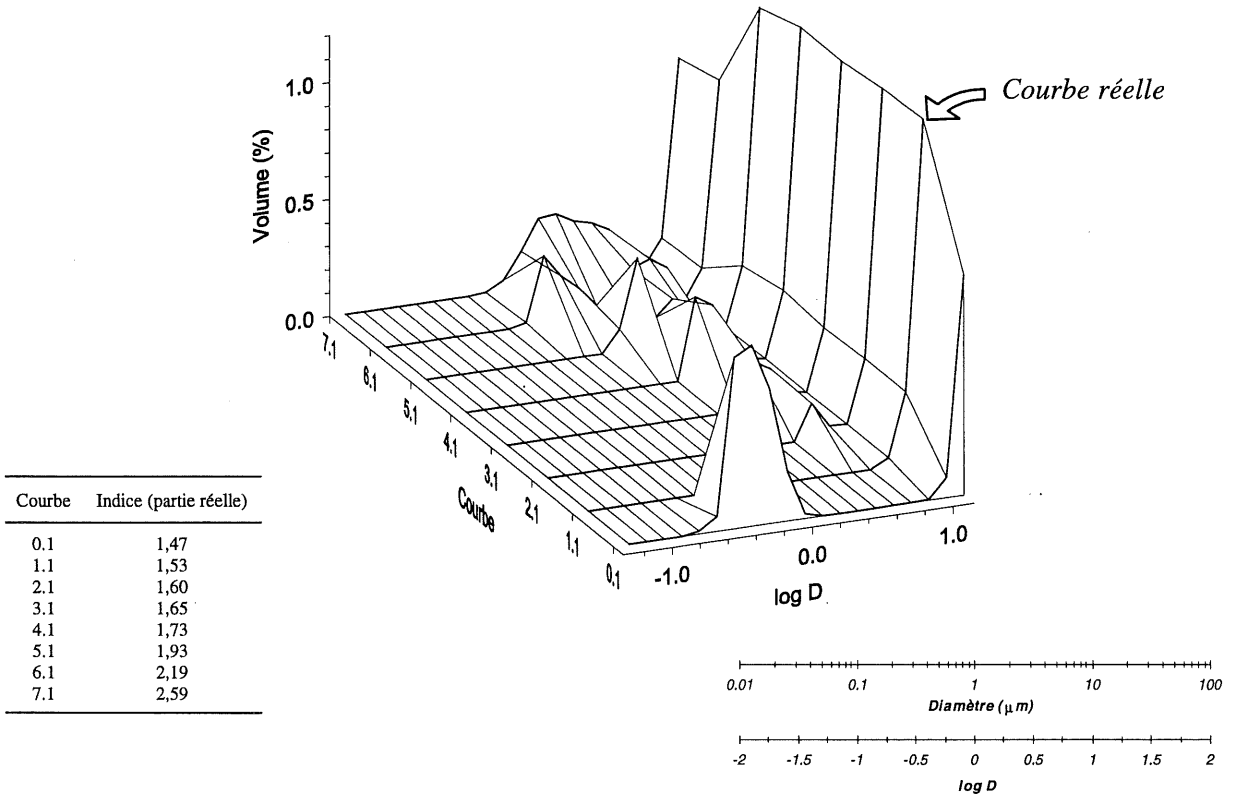 1.0
0.5
0.0
Volume (%)
Courbe réelle
7.1
6.1
5.1
4.1
3.1
2.1
1.1
0.1
Courbe
-1.0
0.0
1.0
log D
Courbe Indice (partie réelle)
0.1 1,47
1.1 1,53
2.1 1,60
3.1 1,65
4.1 1,73
5.1 1,93
6.1 2,19
7.1 2,59
0.01 0.1 1 10 100
Diamètre (μm)
-2 -1.5 -1 -0.5 0 0.5 1 1.5 2
log D